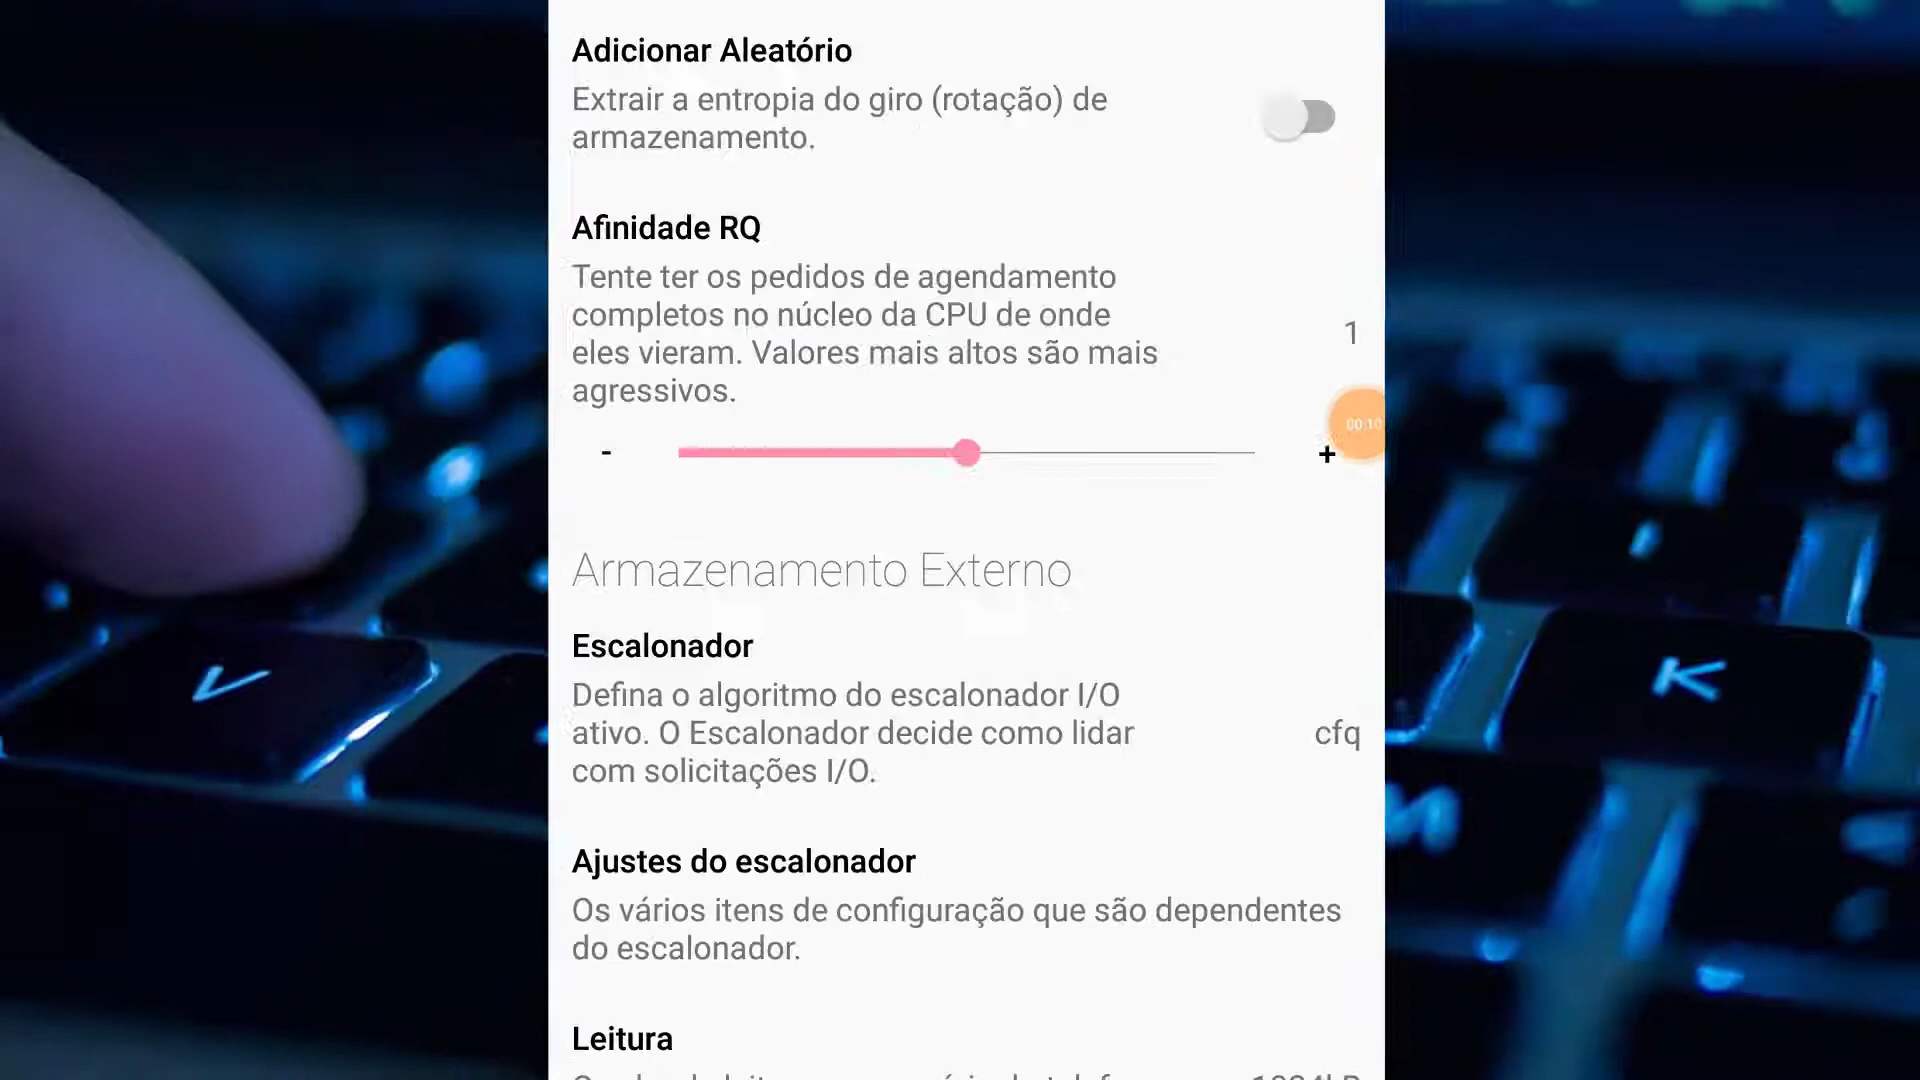 Adicionar Aleatório
Extrair a entropia do giro (rotação) de
armazenamento.
Afinidade RQ
Tente ter os pedidos de agendamento
completos no núcleo da CPU de onde
eles vieram. Valores mais altos são mais
agressivos.
1
00:10
-
+
Armazenamento Externo
Escalonador
Defina o algoritmo do escalonador I/O
ativo. O Escalonador decide como lidar
com solicitações I/O.
cfq
Ajustes do escalonador
Os vários itens de configuração que são dependentes
do escalonador.
Leitura
V
K
M